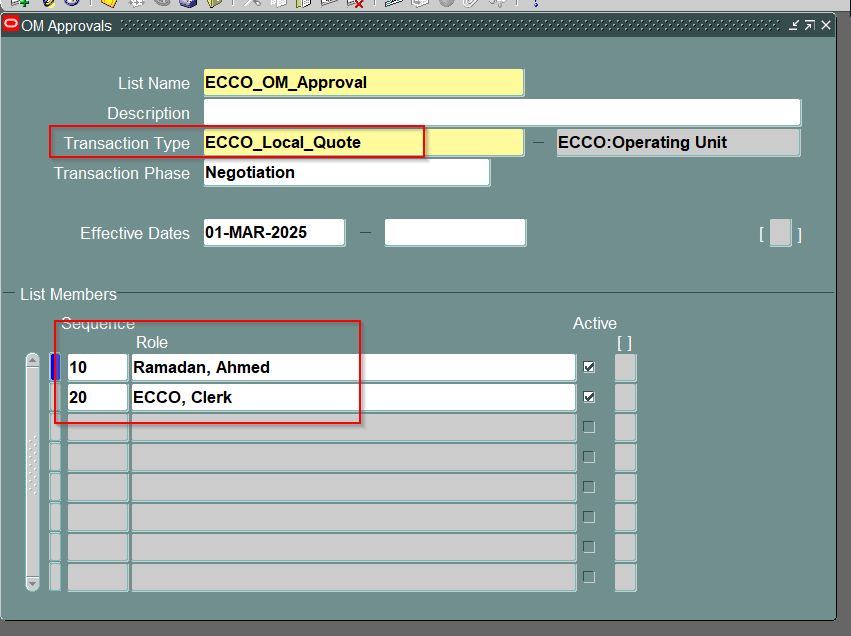 OM Approvals
List Name ECCO_OM_Approval
Description
Transaction Type ECCO_Local_Quote – ECCO:Operating Unit
Transaction Phase Negotiation
Effective Dates 01-MAR-2025 – [ ]
List Members
Sequence Active
Role [ ]
10 Ramadan, Ahmed
20 ECCO, Clerk